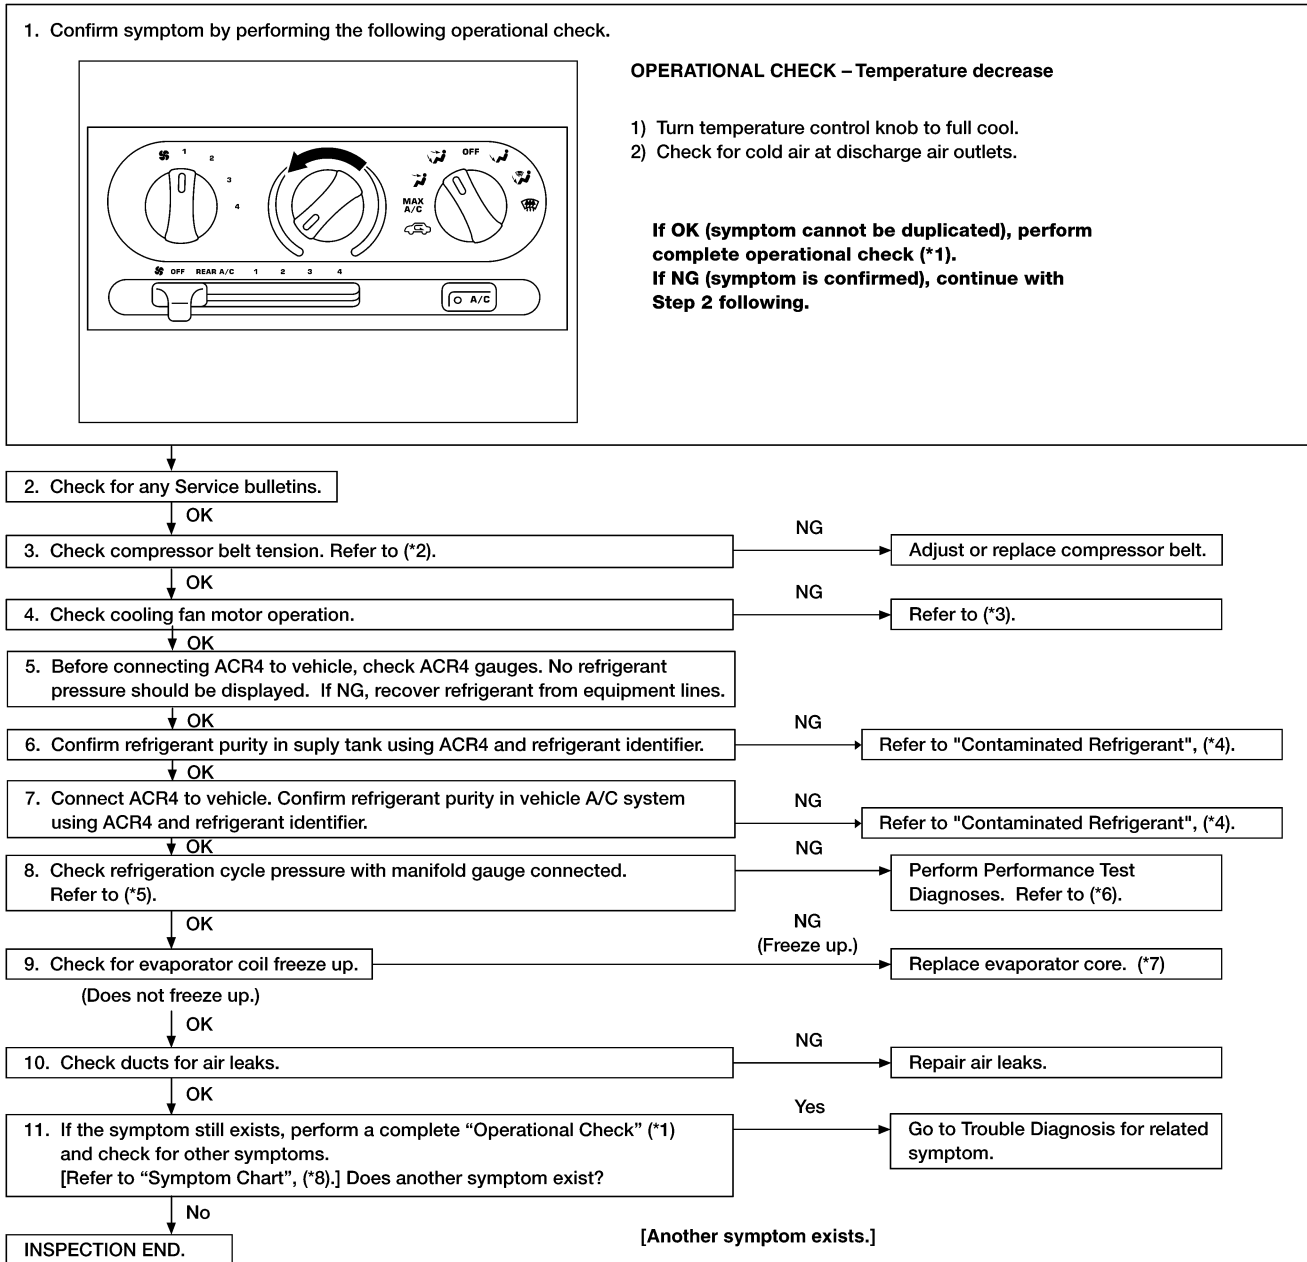 1. Confirm symptom by performing the following operational check.
OPERATIONAL CHECK – Temperature decrease
1) Turn temperature control knob to full cool.
2) Check for cold air at discharge air outlets.
If OK (symptom cannot be duplicated), perform
complete operational check (*1).
If NG (symptom is confirmed), continue with
Step 2 following.
1
2
3
4
OFF
MAX
A/C
OFF REAR A/C 1 2 3 4
A/C
2. Check for any Service bulletins.
OK
3. Check compressor belt tension. Refer to (*2).
NG
Adjust or replace compressor belt.
OK
4. Check cooling fan motor operation.
NG
Refer to (*3).
OK
5. Before connecting ACR4 to vehicle, check ACR4 gauges. No refrigerant
pressure should be displayed. If NG, recover refrigerant from equipment lines.
OK
6. Confirm refrigerant purity in suply tank using ACR4 and refrigerant identifier.
NG
Refer to "Contaminated Refrigerant", (*4).
OK
7. Connect ACR4 to vehicle. Confirm refrigerant purity in vehicle A/C system
using ACR4 and refrigerant identifier.
NG
Refer to "Contaminated Refrigerant", (*4).
OK
8. Check refrigeration cycle pressure with manifold gauge connected.
Refer to (*5).
NG
Perform Performance Test
Diagnoses. Refer to (*6).
OK
9. Check for evaporator coil freeze up.
NG
(Freeze up.)
Replace evaporator core. (*7)
(Does not freeze up.)
OK
10. Check ducts for air leaks.
NG
Repair air leaks.
OK
11. If the symptom still exists, perform a complete “Operational Check” (*1)
and check for other symptoms.
[Refer to “Symptom Chart”, (*8).] Does another symptom exist?
Yes
Go to Trouble Diagnosis for related
symptom.
No
[Another symptom exists.]
INSPECTION END.